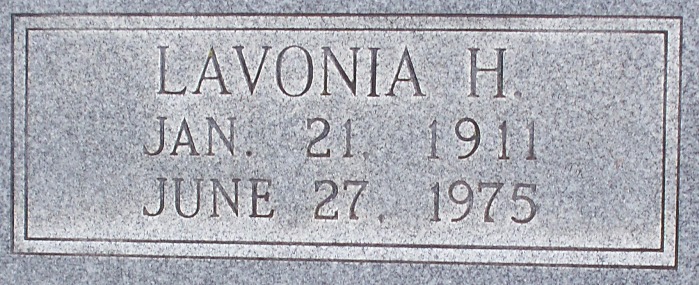 LAVONIA H.
JAN. 21, 1911
JUNE 27, 1975